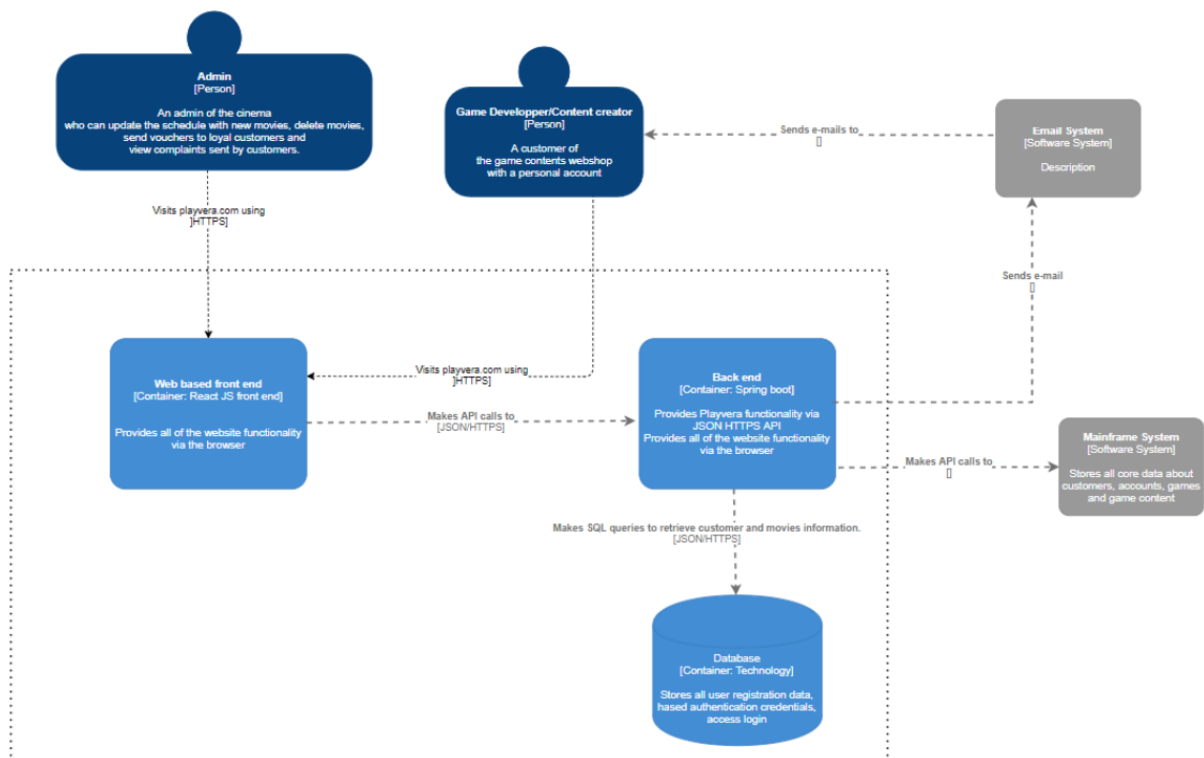 Admin
[Person]
An admin of the cinema
who can update the schedule with new movies, delete movies,
send vouchers to loyal customers and
view complaints sent by customers.
Game Developper/Content creator
[Person]
A customer of
the game contents webshop
with a personal account
Sends e-mails to
[]
Email System
[Software System]
Description
Visits playvera.com using
]HTTPS]
Sends e-mail
[]
Web based front end
[Container: React JS front end]
Provides all of the website functionality
via the browser
Visits playvera.com using
]HTTPS]
Makes API calls to
[JSON/HTTPS]
Back end
[Container: Spring boot]
Provides Playvera functionality via
JSON HTTPS API
Provides all of the website functionality
via the browser
Makes API calls to
[]
Mainframe System
[Software System]
Stores all core data about
customers, accounts, games
and game content
Makes SQL queries to retrieve customer and movies information.
[JSON/HTTPS]
Database
[Container: Technology]
Stores all user registration data,
hased authentication credentials,
access login